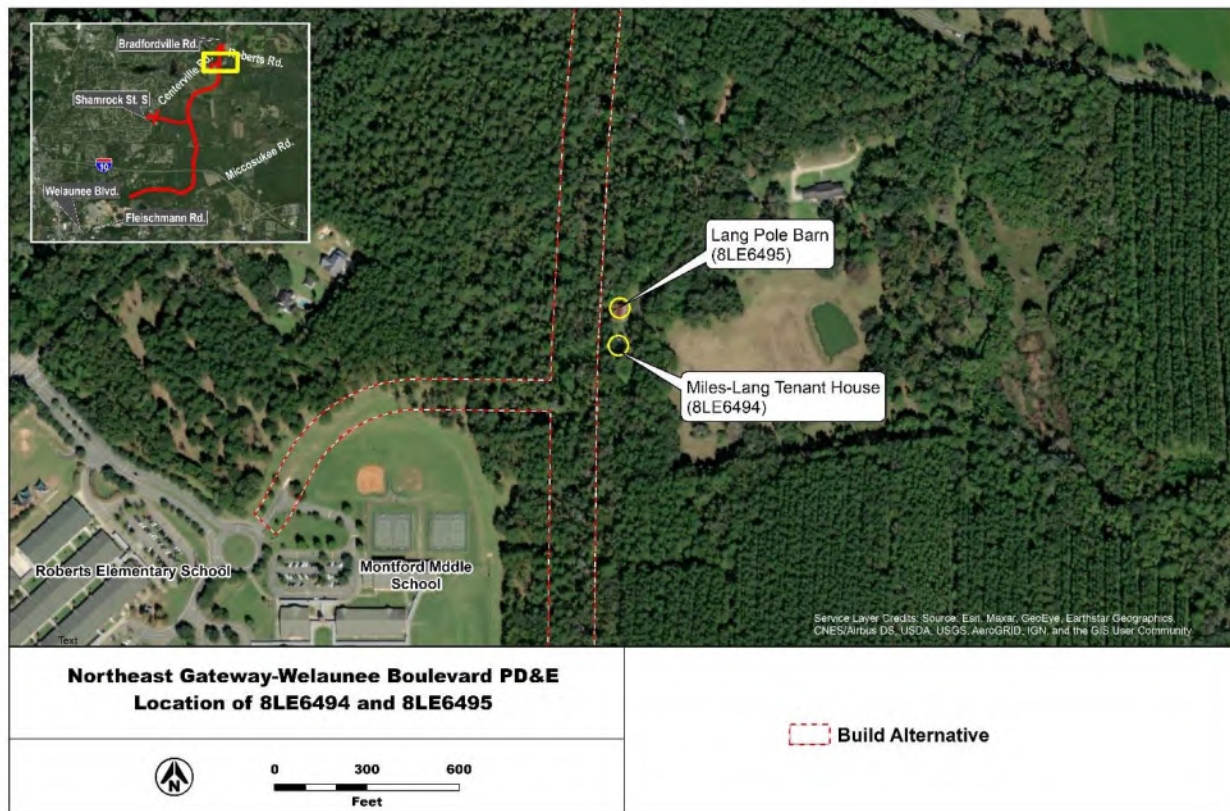 Bradfordville Rd.
Roberts Rd.
Centerville Rd.
Shamrock St. S
10
Miccosukee Rd.
Welaunee Blvd.
Fleischmann Rd.
Lang Pole Barn
(8LE6495)
Miles-Lang Tenant House
(8LE6494)
Roberts Elementary School
Montford Mddle
School
Text
Service Layer Credits: Source: Esri, Maxar, GeoEye, Earthstar Geographics,
CNES/Airbus DS, USDA, USGS, AeroGRID, IGN, and the GIS User Community
Northeast Gateway-Welaunee Boulevard PD&E
Location of 8LE6494 and 8LE6495
N
0 300 600
Feet
Build Alternative